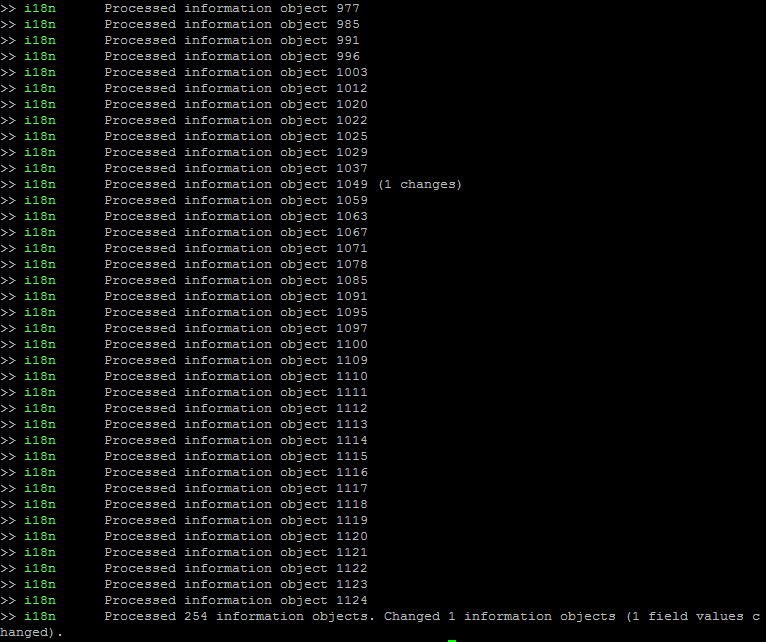 >> i18n      Processed information object 977
>> i18n      Processed information object 985
>> i18n      Processed information object 991
>> i18n      Processed information object 996
>> i18n      Processed information object 1003
>> i18n      Processed information object 1012
>> i18n      Processed information object 1020
>> i18n      Processed information object 1022
>> i18n      Processed information object 1025
>> i18n      Processed information object 1029
>> i18n      Processed information object 1037
>> i18n      Processed information object 1049 (1 changes)
>> i18n      Processed information object 1059
>> i18n      Processed information object 1063
>> i18n      Processed information object 1067
>> i18n      Processed information object 1071
>> i18n      Processed information object 1078
>> i18n      Processed information object 1085
>> i18n      Processed information object 1091
>> i18n      Processed information object 1095
>> i18n      Processed information object 1097
>> i18n      Processed information object 1100
>> i18n      Processed information object 1109
>> i18n      Processed information object 1110
>> i18n      Processed information object 1111
>> i18n      Processed information object 1112
>> i18n      Processed information object 1113
>> i18n      Processed information object 1114
>> i18n      Processed information object 1115
>> i18n      Processed information object 1116
>> i18n      Processed information object 1117
>> i18n      Processed information object 1118
>> i18n      Processed information object 1119
>> i18n      Processed information object 1120
>> i18n      Processed information object 1121
>> i18n      Processed information object 1122
>> i18n      Processed information object 1123
>> i18n      Processed information object 1124
>> i18n      Processed 254 information objects. Changed 1 information objects (1 field values c
hanged).